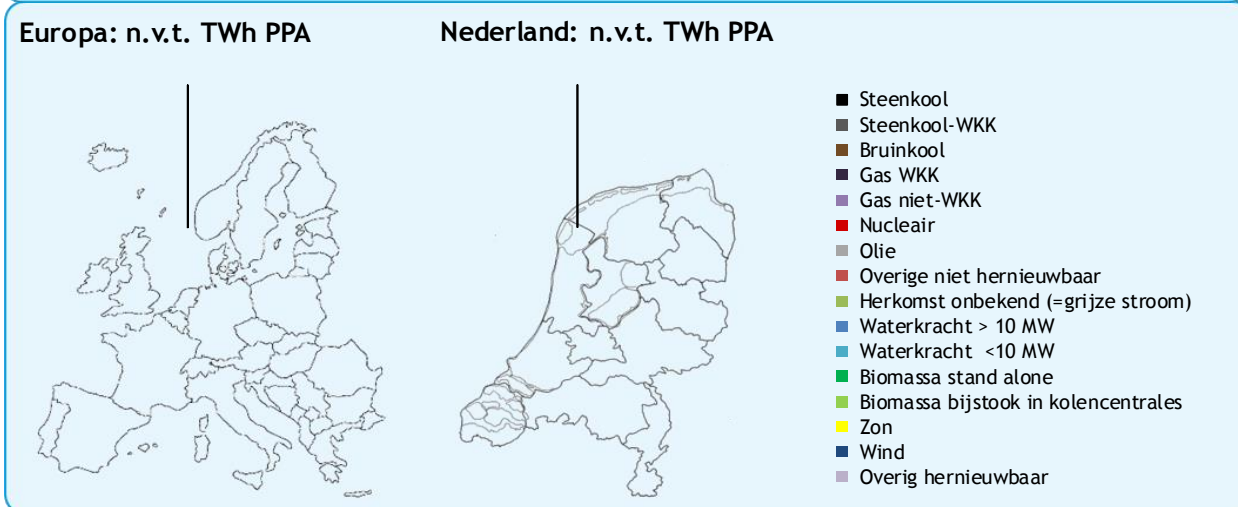 Europa: n.v.t. TWh PPA
Nederland: n.v.t. TWh PPA
Steenkool
Steenkool-WKK
Bruinkool
Gas WKK
Gas niet-WKK
Nucleair
Olie
Overige niet hernieuwbaar
Herkomst onbekend (=grijze stroom)
Waterkracht > 10 MW
Waterkracht <10 MW
Biomassa stand alone
Biomassa bijstook in kolencentrales
Zon
Wind
Overig hernieuwbaar